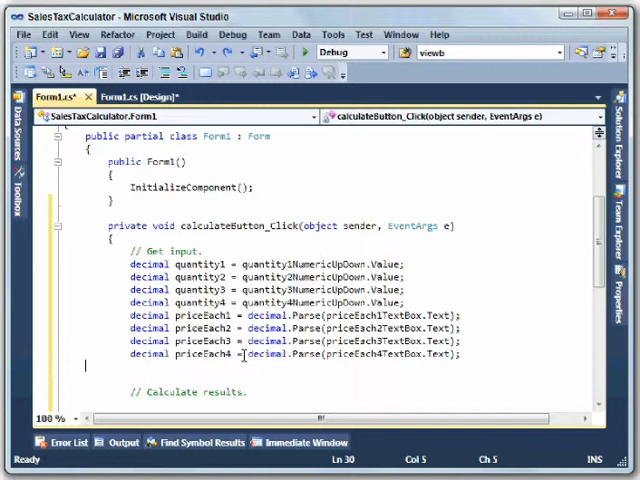 SalesTaxCalculator - Microsoft Visual Studio
File Edit View Refactor Project Build Debug Team Data Tools Test Window Help
Debug viewb
Form1.cs* Form1.cs [Design]*
SalesTaxCalculator.Form1 calculateButton_Click(object sender, EventArgs e)
public partial class Form1 : Form
{
public Form1()
{
InitializeComponent();
}
private void calculateButton_Click(object sender, EventArgs e)
{
// Get input.
decimal quantity1 = quantity1NumericUpDown.Value;
decimal quantity2 = quantity2NumericUpDown.Value;
decimal quantity3 = quantity3NumericUpDown.Value;
decimal quantity4 = quantity4NumericUpDown.Value;
decimal priceEach1 = decimal.Parse(priceEach1TextBox.Text);
decimal priceEach2 = decimal.Parse(priceEach2TextBox.Text);
decimal priceEach3 = decimal.Parse(priceEach3TextBox.Text);
decimal priceEach4 = decimal.Parse(priceEach4TextBox.Text);
// Calculate results.
100 %
Data Sources
Toolbox
Solution Explorer
Team Explorer
Properties
Error List Output Find Symbol Results Immediate Window
Ready Ln 30 Col 5 Ch 5 INS